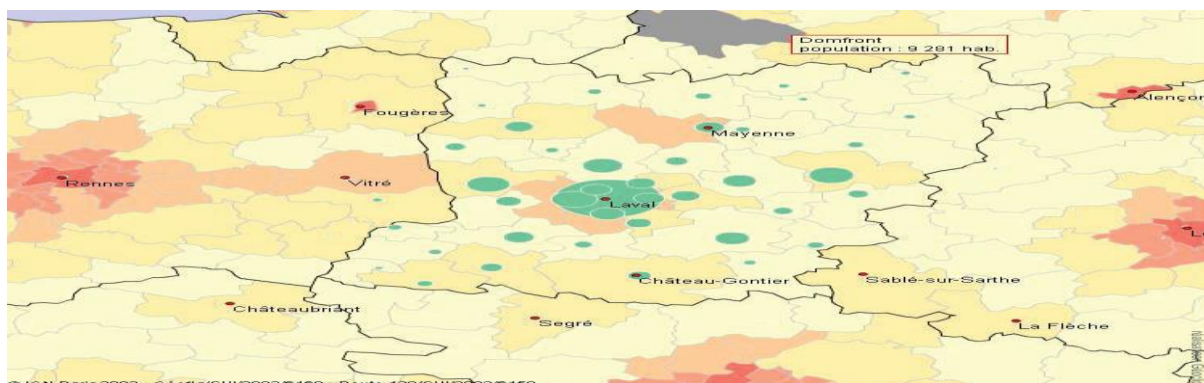 Domfront
population : 9 281 hab.
Fougères
Alençon
Mayenne
Rennes
Vitré
Laval
Château-Gontier
Sablé-sur-Sarthe
Châteaubriant
Segré
La Flèche